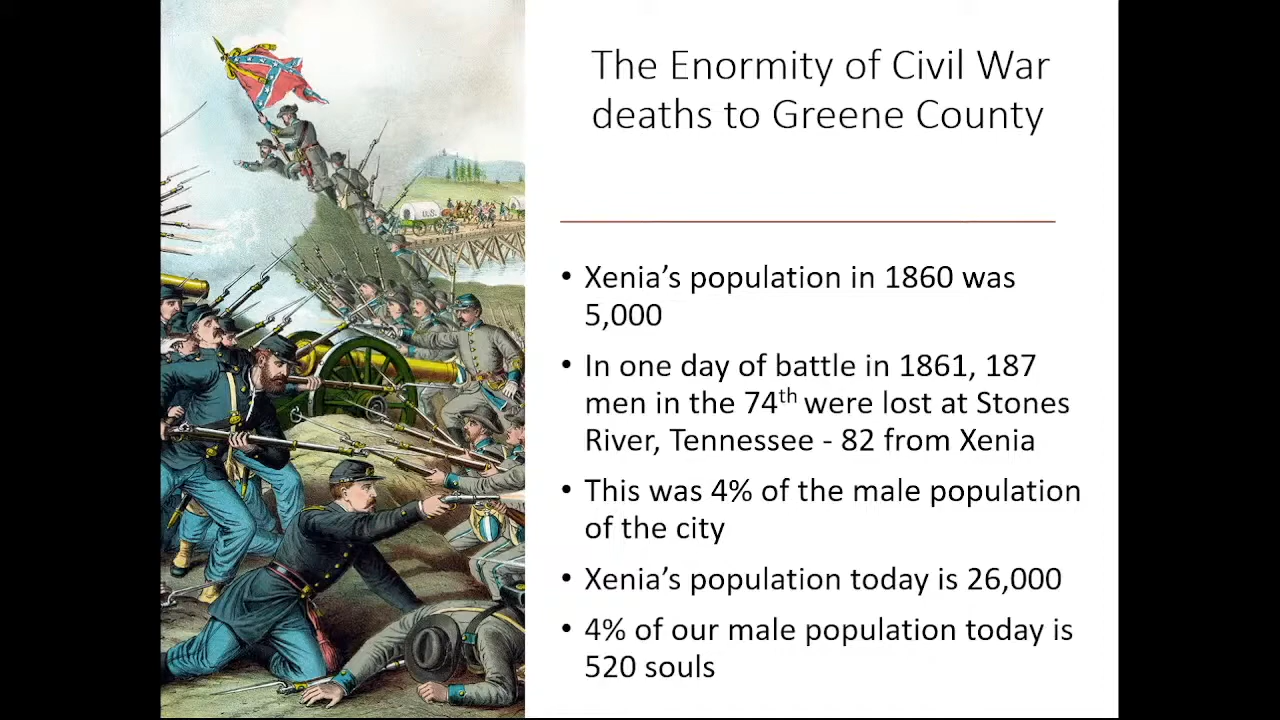 The Enormity of Civil War
deaths to Greene County
• Xenia’s population in 1860 was
5,000
• In one day of battle in 1861, 187
men in the 74th were lost at Stones
River, Tennessee - 82 from Xenia
• This was 4% of the male population
of the city
• Xenia’s population today is 26,000
• 4% of our male population today is
520 souls
U.S.